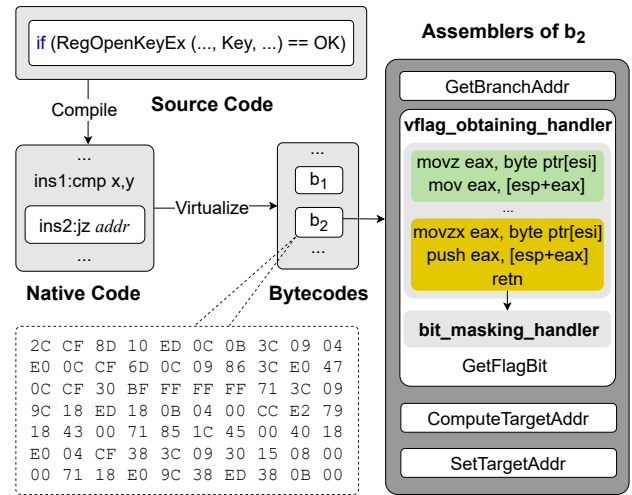 if (RegOpenKeyEx (..., Key, ...) == OK)
Compile
Source Code
...
ins1:cmp x,y
ins2:jz addr
...
Native Code
Virtualize
...
b1
b2
...
Bytecodes
2C CF 8D 10 ED 0C 0B 3C 09 04
E0 0C CF 6D 0C 09 86 3C E0 47
0C CF 30 BF FF FF FF 71 3C 09
9C 18 ED 18 0B 04 00 CC E2 79
18 43 00 71 85 1C 45 00 40 18
E0 04 CF 38 3C 09 30 15 08 00
00 71 18 E0 9C 38 ED 38 0B 00
Assemblers of b2
GetBranchAddr
vflag_obtaining_handler
movz eax, byte ptr[esi]
mov eax, [esp+eax]
...
movzx eax, byte ptr[esi]
push eax, [esp+eax]
retn
bit_masking_handler
GetFlagBit
ComputeTargetAddr
SetTargetAddr